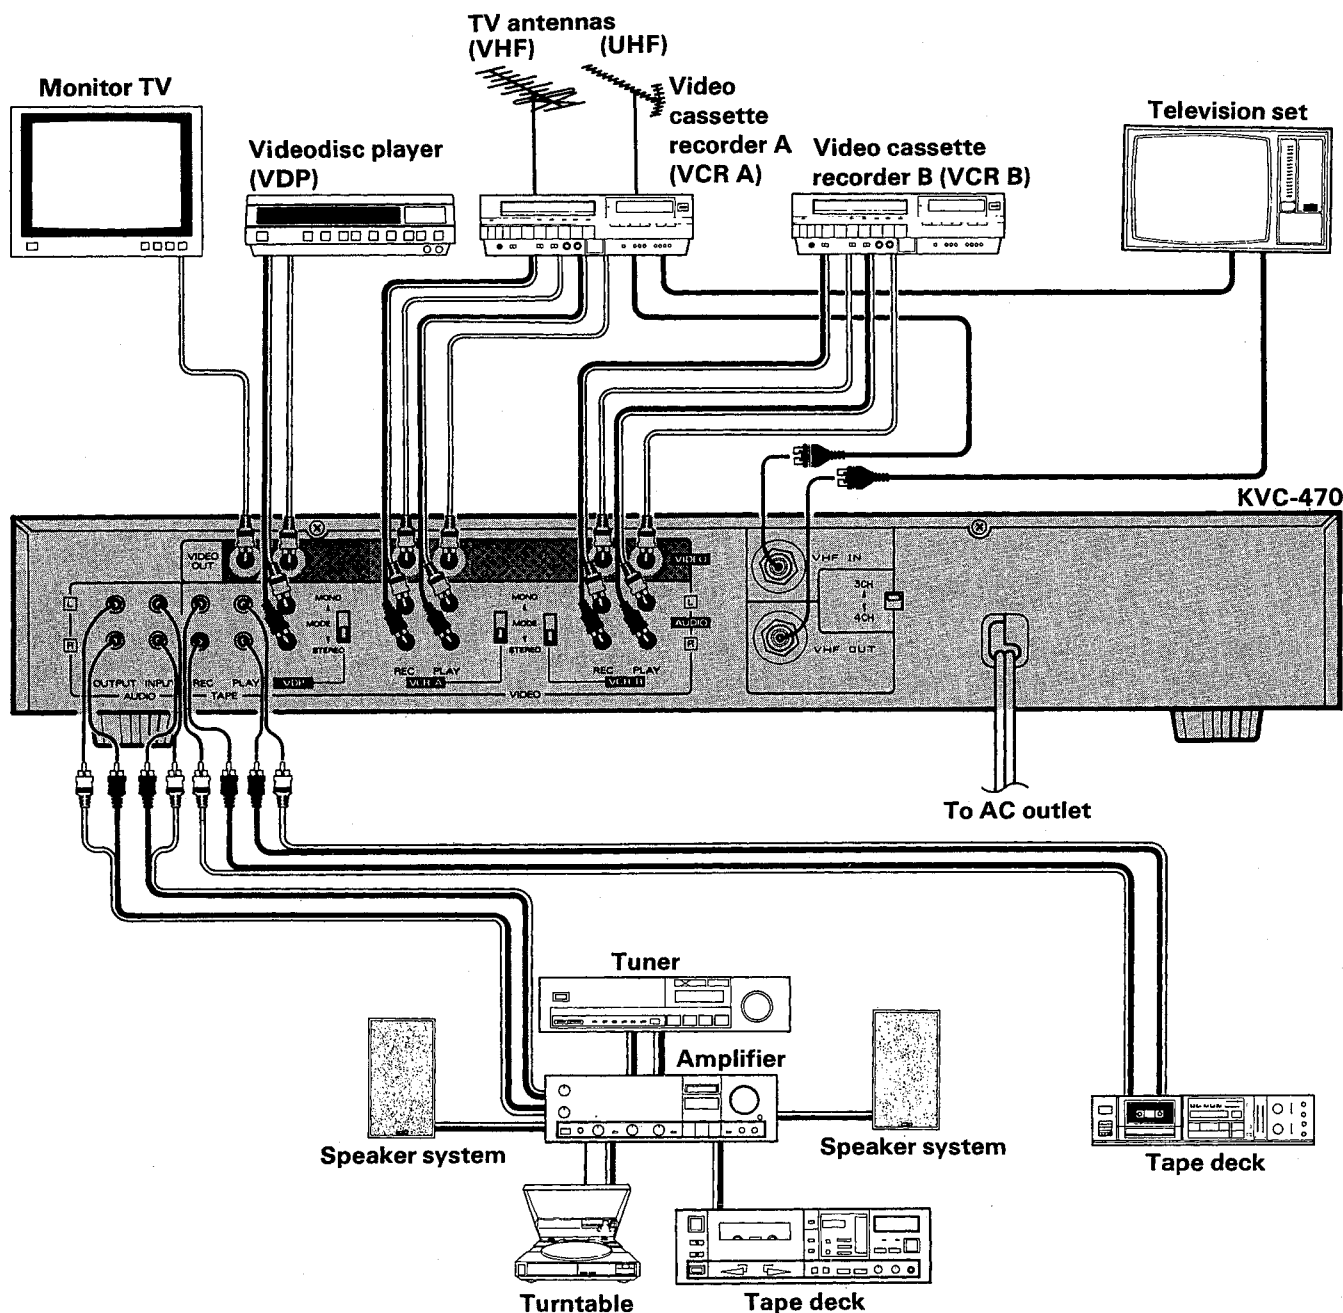 TV antennas
(VHF) (UHF)
Monitor TV
Video
cassette
recorder A
(VCR A)
Videodisc player
(VDP)
Video cassette
recorder B (VCR B)
Television set
KVC-470
VIDEO
OUT
VIDEO
VHF IN
3CH
4CH
VHF OUT
L
R
MONO
MODE
STEREO
MONO
MODE
STEREO
L
AUDIO
R
OUTPUT INPUT REC PLAY
AUDIO TAPE
VDP
REC PLAY
VCR A
REC PLAY
VCR B
VIDEO
To AC outlet
Tuner
Amplifier
Speaker system
Speaker system
Tape deck
Turntable
Tape deck